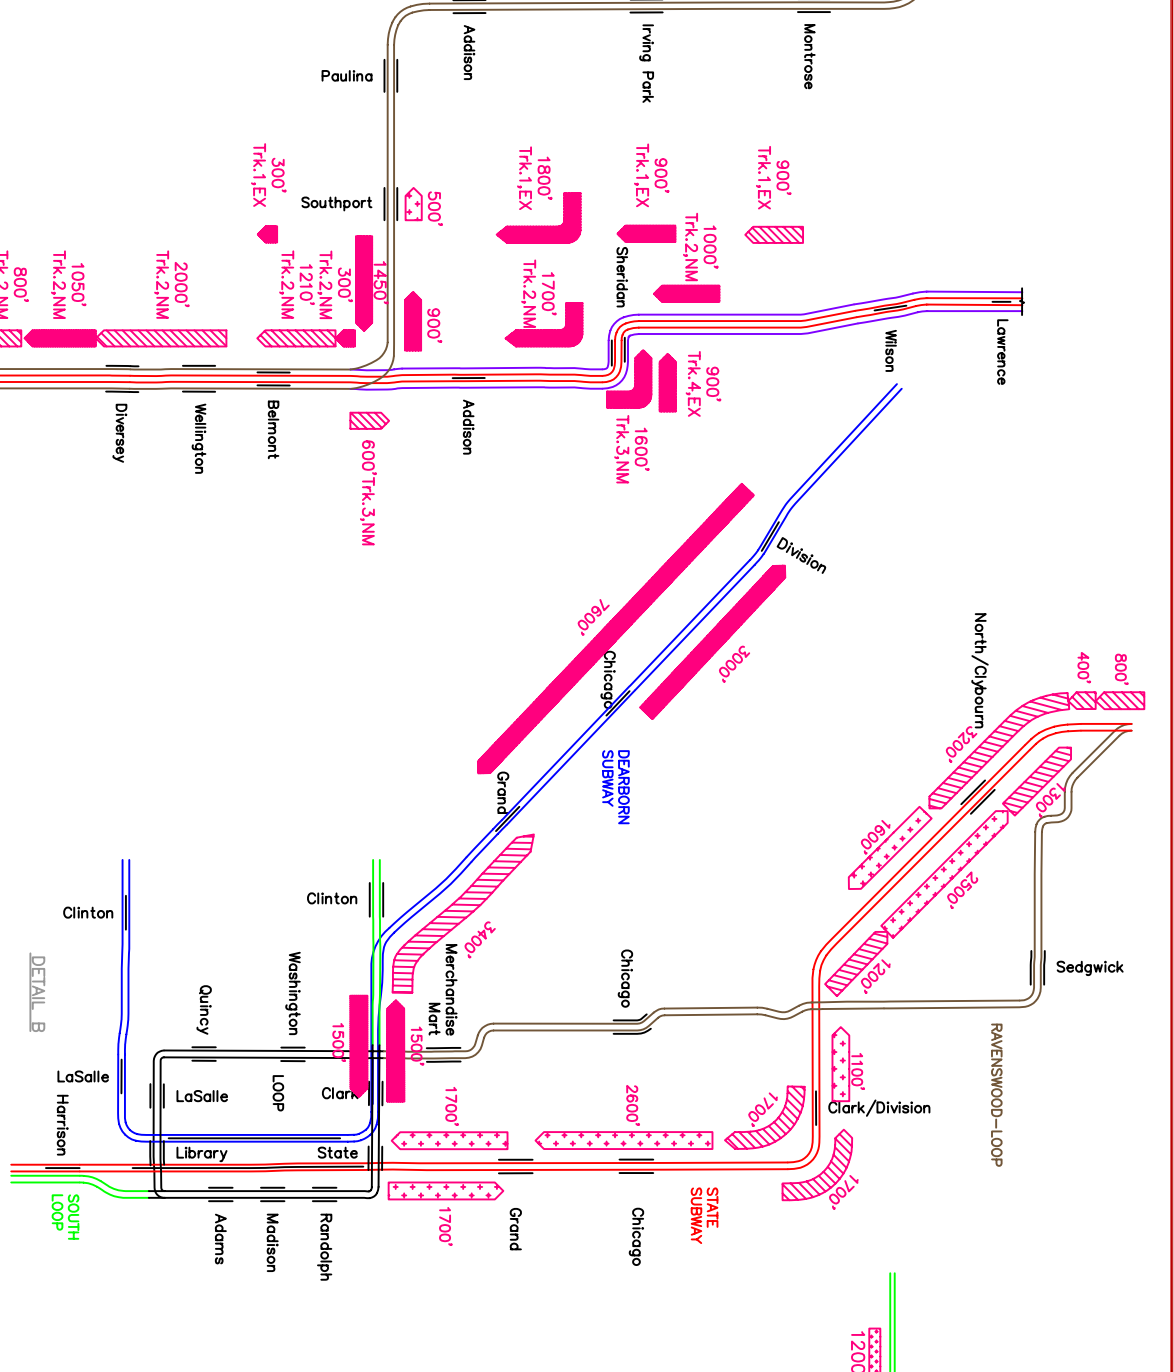 Addison
Irving Park
Montrose
Paulina
Southport
300'
Trk.1,EX
500'
1800'
Trk.1,EX
900'
Trk.1,EX
900'
Trk.1,EX
800'
Trk.2,NM
1050'
Trk.2,NM
2000'
Trk.2,NM
1210'
Trk.2,NM
300'
Trk.2,NM
1450'
900'
1700'
Trk.2,NM
Sheridan
1000'
Trk.2,NM
Wilson
Lawrence
Diversey
Wellington
Belmont
Addison
600'Trk.3,NM
1600'
Trk.3,NM
900'
Trk.4,EX
Division
7600'
3000'
Chicago
Grand
DEARBORN
SUBWAY
North/Clybourn
400'
800'
3200'
1300'
1600'
2500'
1200'
Clinton
Clinton
3400'
Merchandise
Mart
Chicago
Sedgwick
DETAIL B
Quincy
Washington
1500'
1500'
RAVENSWOOD-LOOP
LaSalle
LaSalle
LOOP
Clark
1700'
2600'
1700'
1100'
Clark/Division
Harrison
Library
State
1700'
1700'
SOUTH
LOOP
Adams
Madison
Randolph
Grand
Chicago
STATE
SUBWAY
1200